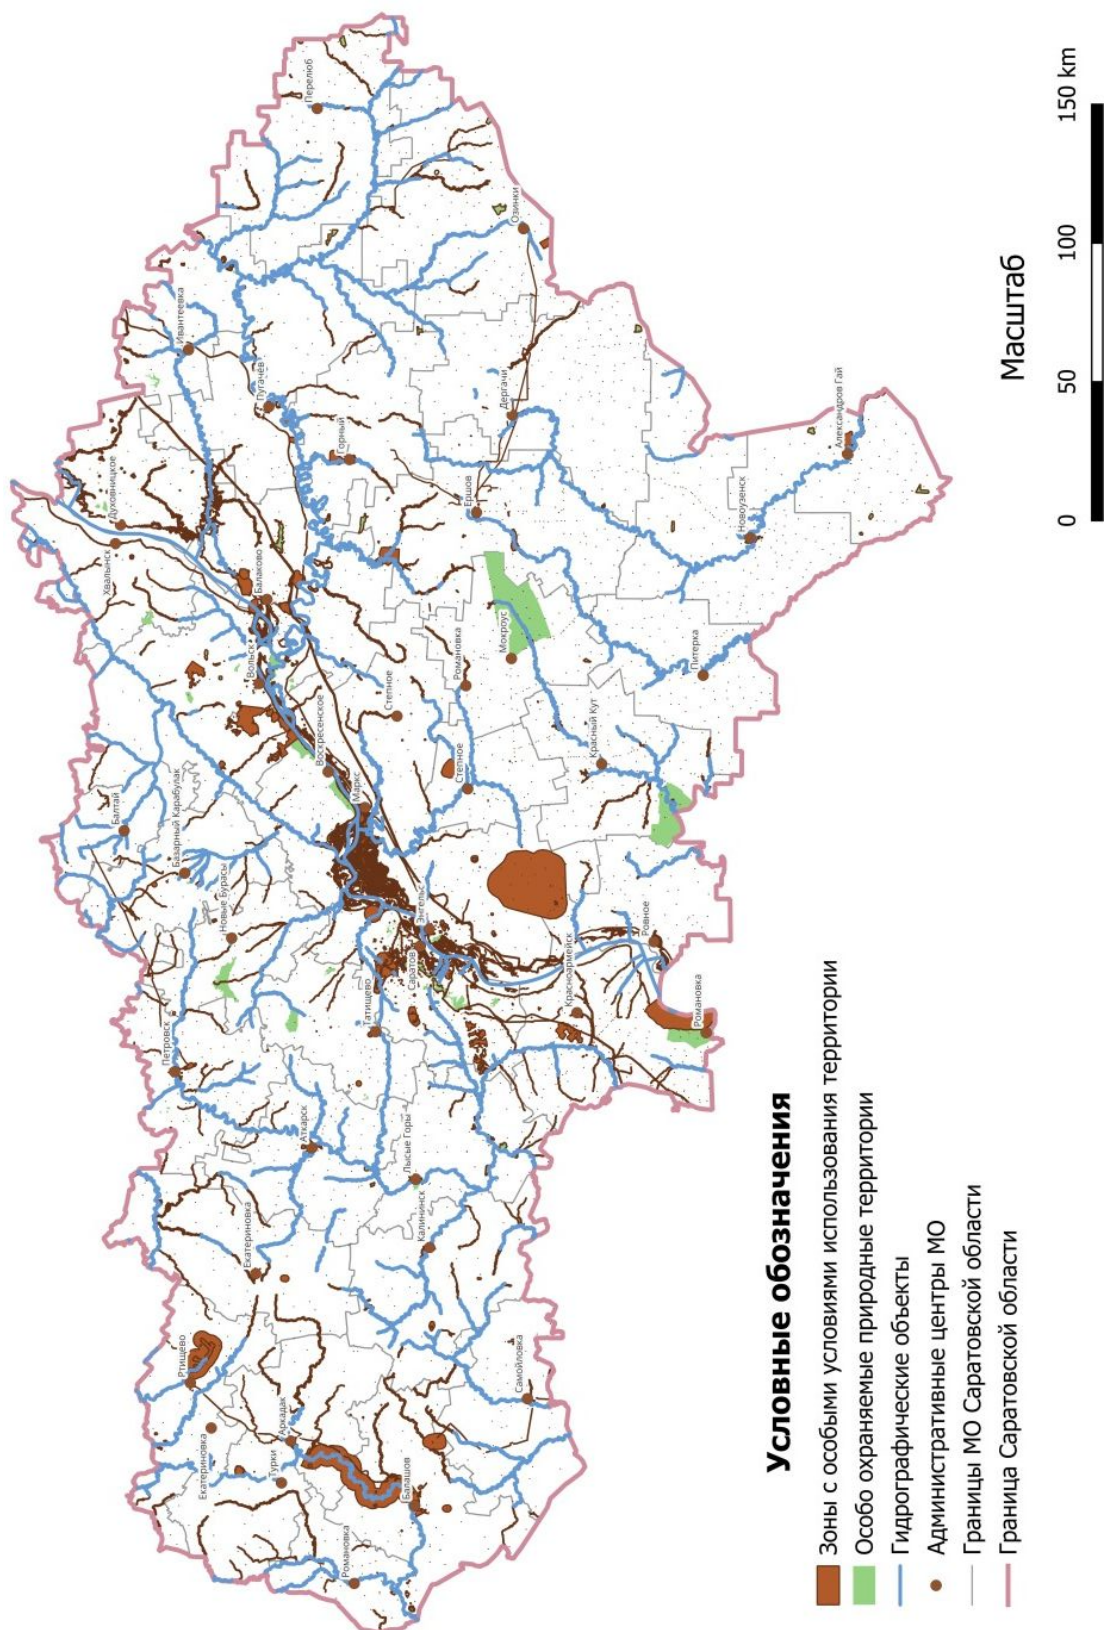 Перелюб
Озинки
Ивантеевка
Пугачёв
Горный
Дергачи
Ершов
Александров Гай
Новоузенск
Духовницкое
Хвалынск
Балаково
Вольск
Воскресенское
Маркс
Степное
Романовка
Мокроус
Питерка
Красный Кут
Степное
Балтай
Базарный Карабулак
Новые Бурасы
Энгельс
Саратов
Татищево
Красноармейск
Ровное
Романовка
Петровск
Аткарск
Лысые Горы
Калининск
Екатериновка
Ртищево
Екатериновка
Аркадак
Турки
Балашов
Самойловка
Романовка
Условные обозначения
Зоны с особыми условиями использования территории
Особо охраняемые природные территории
Гидрографические объекты
Административные центры МО
Границы МО Саратовской области
Граница Саратовской области
Масштаб
0 50 100 150 km